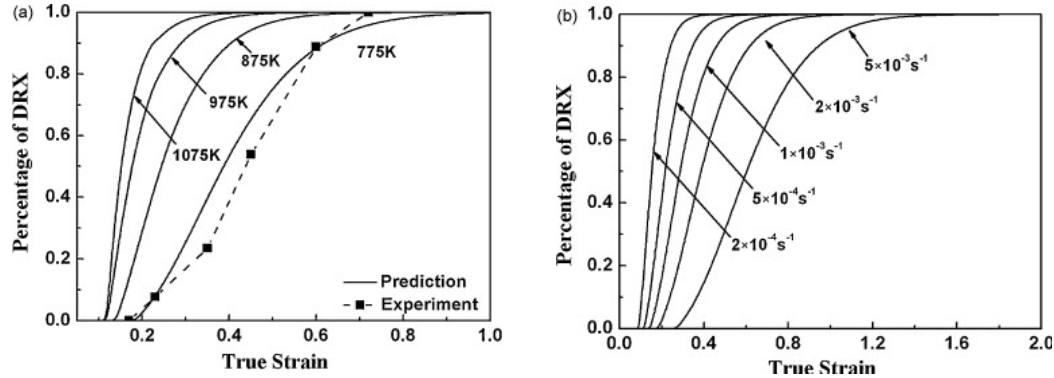 (a)
1.0
0.8
0.6
0.4
0.2
0.0
Percentage of DRX
875K
775K
975K
1075K
Prediction
Experiment
0.2 0.4 0.6 0.8 1.0
True Strain
(b)
1.0
0.8
0.6
0.4
0.2
0.0
Percentage of DRX
5×10⁻³s⁻¹
2×10⁻³s⁻¹
1×10⁻³s⁻¹
5×10⁻⁴s⁻¹
2×10⁻⁴s⁻¹
0.0 0.4 0.8 1.2 1.6 2.0
True Strain